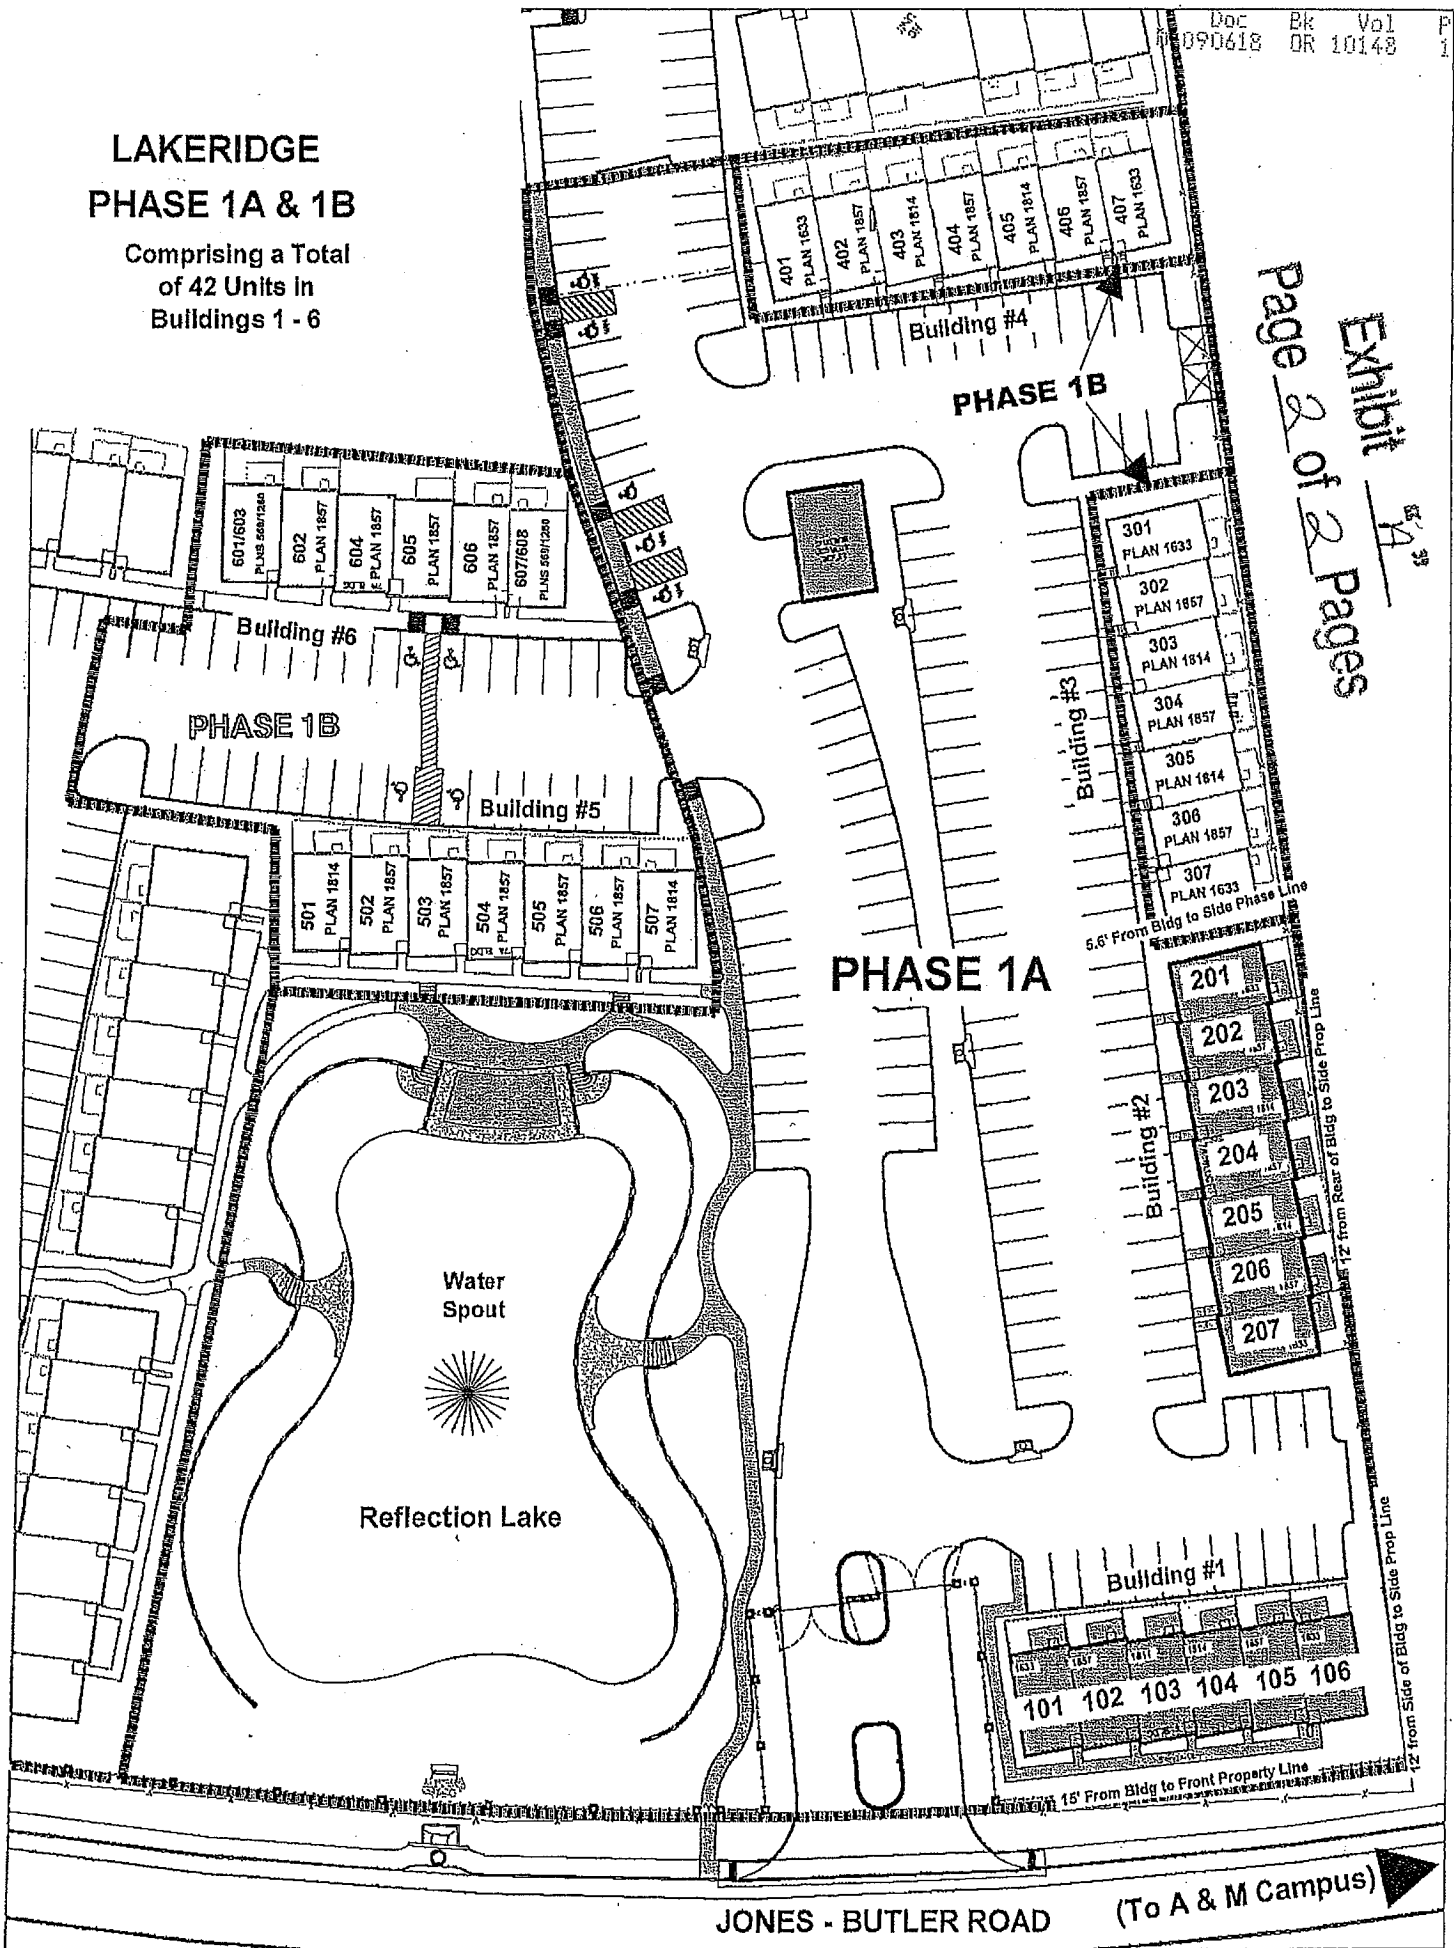 Doc Bk Vol P
090618 OR 10148 1
LAKERIDGE
PHASE 1A & 1B
Comprising a Total
of 42 Units in
Buildings 1 - 6
401
PLAN 1633
402
PLAN 1857
403
PLAN 1814
404
PLAN 1857
405
PLAN 1814
406
PLAN 1857
407
PLAN 1633
Building #4
PHASE 1B
Exhibit "A"
Page 2 of 2 Pages
601/603
PLNS 560/1260
602
PLAN 1857
604
PLAN 1857
605
PLAN 1857
606
PLAN 1857
607/608
PLNS 560/1260
Building #6
PHASE 1B
Building #5
501
PLAN 1814
502
PLAN 1857
503
PLAN 1857
504
PLAN 1857
505
PLAN 1857
506
PLAN 1857
507
PLAN 1814
301
PLAN 1633
302
PLAN 1857
303
PLAN 1814
304
PLAN 1857
305
PLAN 1814
306
PLAN 1857
307
PLAN 1633
Building #3
5.6' From Bldg to Side Phase Line
PHASE 1A
201
202
203
204
205
206
207
Building #2
12' from Rear of Bldg to Side Prop Line
Water
Spout
Reflection Lake
Building #1
101 102 103 104 105 106
12' from Side of Bldg to Side Prop Line
15' From Bldg to Front Property Line
JONES - BUTLER ROAD
(To A & M Campus)